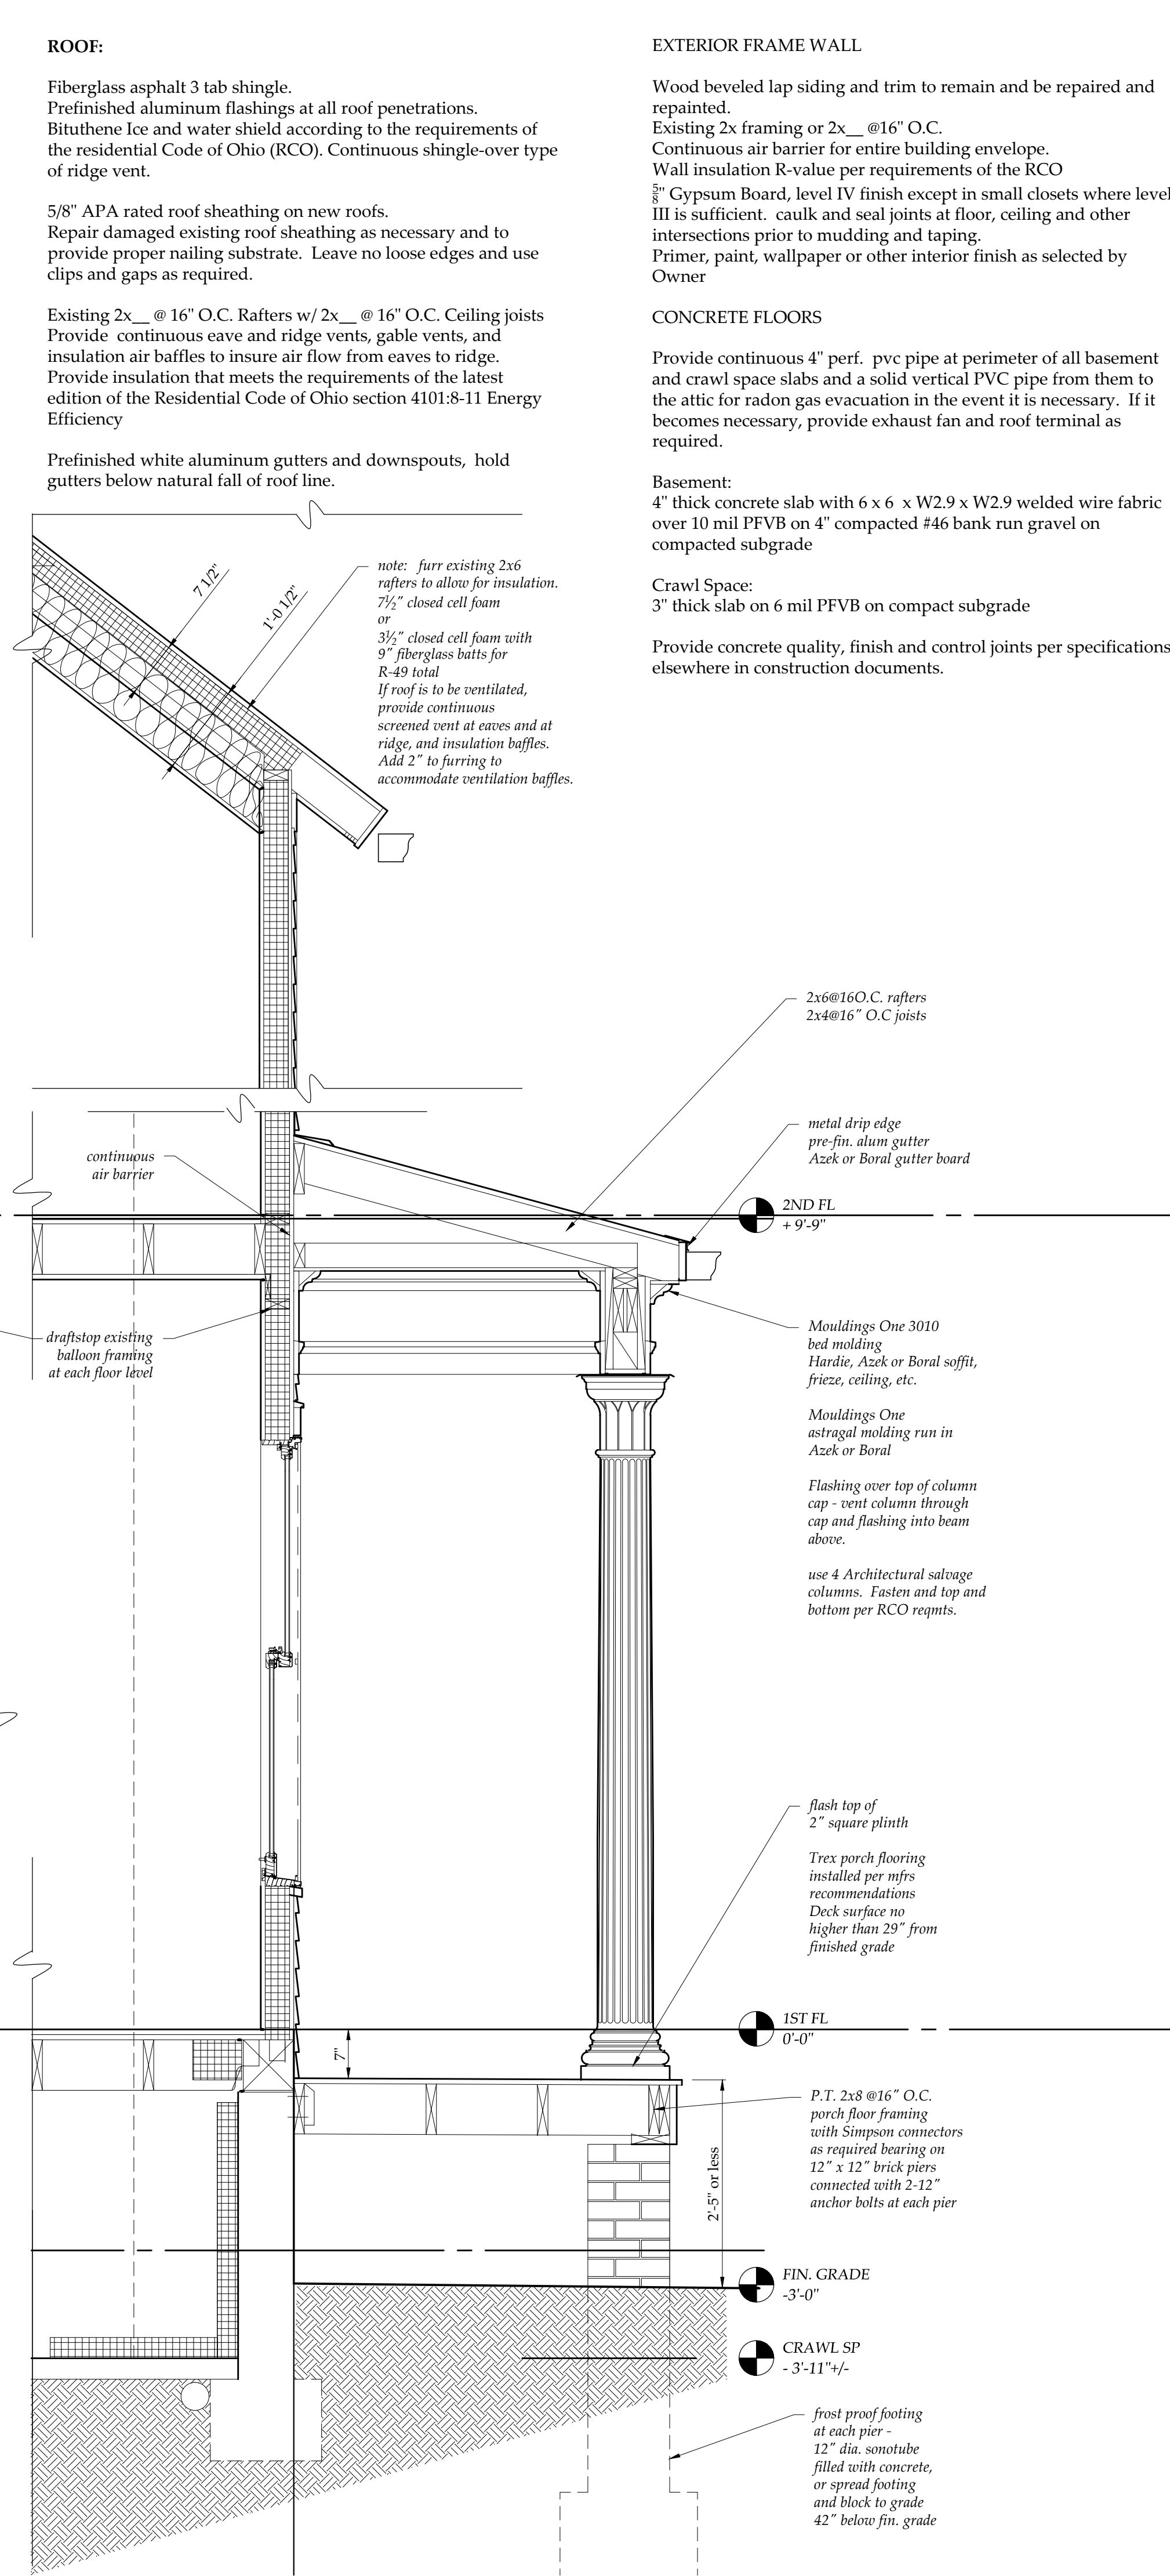 ROOF:
Fiberglass asphalt 3 tab shingle.
Prefinished aluminum flashings at all roof penetrations.
Bituthene Ice and water shield according to the requirements of
the residential Code of Ohio (RCO). Continuous shingle-over type
of ridge vent.
5/8" APA rated roof sheathing on new roofs.
Repair damaged existing roof sheathing as necessary and to
provide proper nailing substrate.  Leave no loose edges and use
clips and gaps as required.
Existing 2x__ @ 16" O.C. Rafters w/ 2x__ @ 16" O.C. Ceiling joists
Provide  continuous eave and ridge vents, gable vents, and
insulation air baffles to insure air flow from eaves to ridge.
Provide insulation that meets the requirements of the latest
edition of the Residential Code of Ohio section 4101:8-11 Energy
Efficiency
Prefinished white aluminum gutters and downspouts,  hold
gutters below natural fall of roof line.
EXTERIOR FRAME WALL
Wood beveled lap siding and trim to remain and be repaired and
repainted.
Existing 2x framing or 2x__ @16" O.C.
Continuous air barrier for entire building envelope.
Wall insulation R-value per requirements of the RCO
5/8" Gypsum Board, level IV finish except in small closets where level
III is sufficient.  caulk and seal joints at floor, ceiling and other
intersections prior to mudding and taping.
Primer, paint, wallpaper or other interior finish as selected by
Owner
CONCRETE FLOORS
Provide continuous 4" perf.  pvc pipe at perimeter of all basement
and crawl space slabs and a solid vertical PVC pipe from them to
the attic for radon gas evacuation in the event it is necessary.  If it
becomes necessary, provide exhaust fan and roof terminal as
required.
Basement:
4" thick concrete slab with 6 x 6  x W2.9 x W2.9 welded wire fabric
over 10 mil PFVB on 4" compacted #46 bank run gravel on
compacted subgrade
Crawl Space:
3" thick slab on 6 mil PFVB on compact subgrade
Provide concrete quality, finish and control joints per specifications
elsewhere in construction documents.
7 1/2"
1'-0 1/2"
note:   furr existing 2x6
rafters to allow for insulation.
7 1/2" closed cell foam
or
3 1/2" closed cell foam with
9" fiberglass batts for
R-49 total
If roof is to be ventilated,
provide continuous
screened vent at eaves and at
ridge, and insulation baffles.
Add 2" to furring to
accommodate ventilation baffles.
2x6@16O.C. rafters
2x4@16" O.C joists
metal drip edge
pre-fin. alum gutter
Azek or Boral gutter board
continuous
air barrier
2ND FL
+ 9'-9"
draftstop existing
balloon framing
at each floor level
Mouldings One 3010
bed molding
Hardie, Azek or Boral soffit,
frieze, ceiling, etc.
Mouldings One
astragal molding run in
Azek or Boral
Flashing over top of column
cap - vent column through
cap and flashing into beam
above.
use 4 Architectural salvage
columns.  Fasten and top and
bottom per RCO reqmts.
flash top of
2" square plinth
Trex porch flooring
installed per mfrs
recommendations
Deck surface no
higher than 29" from
finished grade
1ST FL
0'-0"
7"
P.T. 2x8 @16" O.C.
porch floor framing
with Simpson connectors
as required bearing on
12" x 12" brick piers
connected with 2-12"
anchor bolts at each pier
2'-5" or less
FIN. GRADE
-3'-0"
CRAWL SP
- 3'-11"+/-
frost proof footing
at each pier -
12" dia. sonotube
filled with concrete,
or spread footing
and block to grade
42" below fin. grade